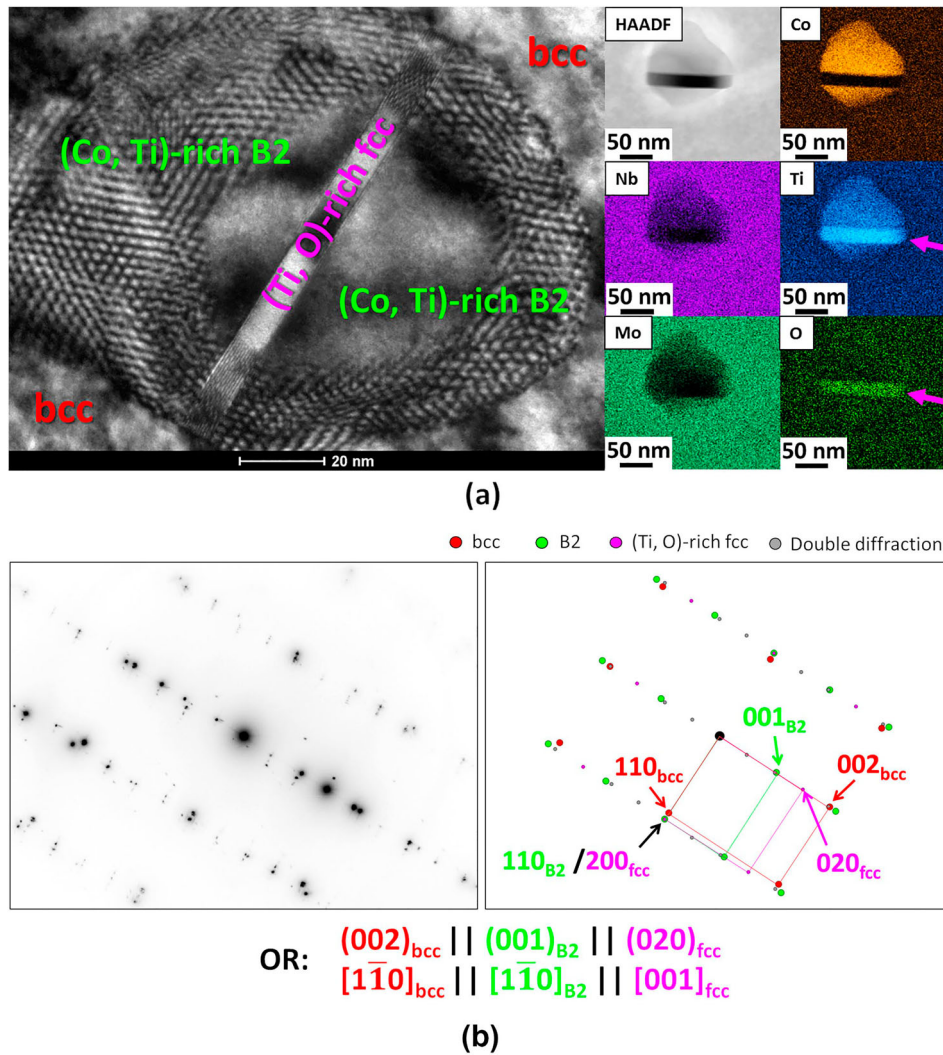 bcc
(Co, Ti)-rich B2
(Ti, O)-rich fcc
(Co, Ti)-rich B2
bcc
20 nm
HAADF
50 nm
Co
50 nm
Nb
50 nm
Ti
50 nm
Mo
50 nm
O
50 nm
(a)
bcc B2 (Ti, O)-rich fcc Double diffraction
001B2
110bcc
002bcc
110B2 /200fcc
020fcc
OR: (002)bcc || (001)B2 || (020)fcc
[11̅0]bcc || [11̅0]B2 || [001]fcc
(b)